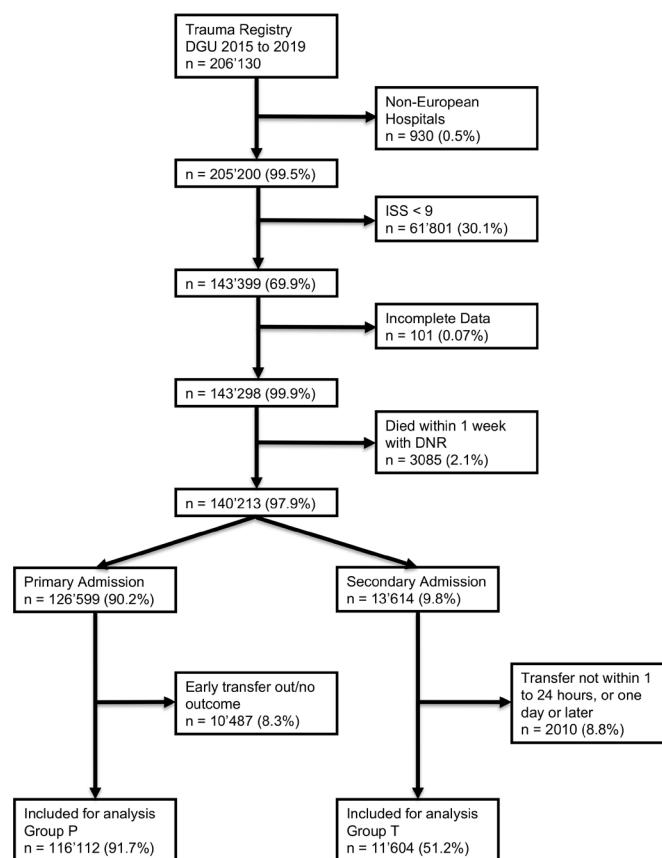 Trauma Registry
DGU 2015 to 2019
n = 206'130
Non-European
Hospitals
n = 930 (0.5%)
n = 205'200 (99.5%)
ISS < 9
n = 61'801 (30.1%)
n = 143'399 (69.9%)
Incomplete Data
n = 101 (0.07%)
n = 143'298 (99.9%)
Died within 1 week
with DNR
n = 3085 (2.1%)
n = 140'213 (97.9%)
Primary Admission
n = 126'599 (90.2%)
Secondary Admission
n = 13'614 (9.8%)
Early transfer out/no
outcome
n = 10'487 (8.3%)
Transfer not within 1
to 24 hours, or one
day or later
n = 2010 (8.8%)
Included for analysis
Group P
n = 116'112 (91.7%)
Included for analysis
Group T
n = 11'604 (51.2%)